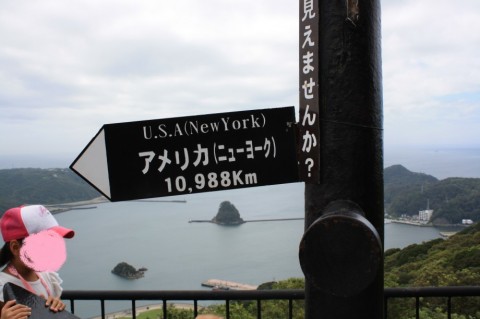 見えませんか?
U.S.A(NewYork)
アメリカ(ニューヨーク)
10,988Km